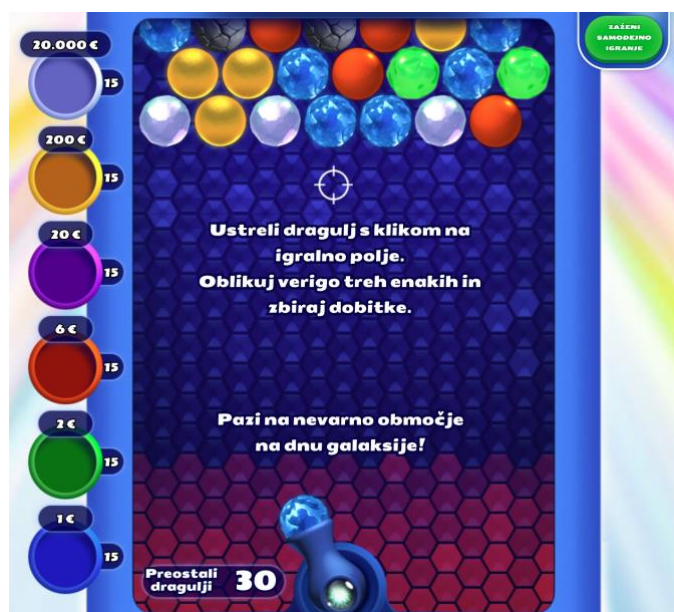 20.000 €
15
200 €
15
20 €
15
6 €
15
2 €
15
1 €
15
ZAŽENI
SAMODEJNO
IGRANJE
Ustreli dragulj s klikom na
igralno polje.
Oblikuj verigo treh enakih in
zbiraj dobitke.
Pazi na nevarno območje
na dnu galaksije!
Preostali
dragulji
30